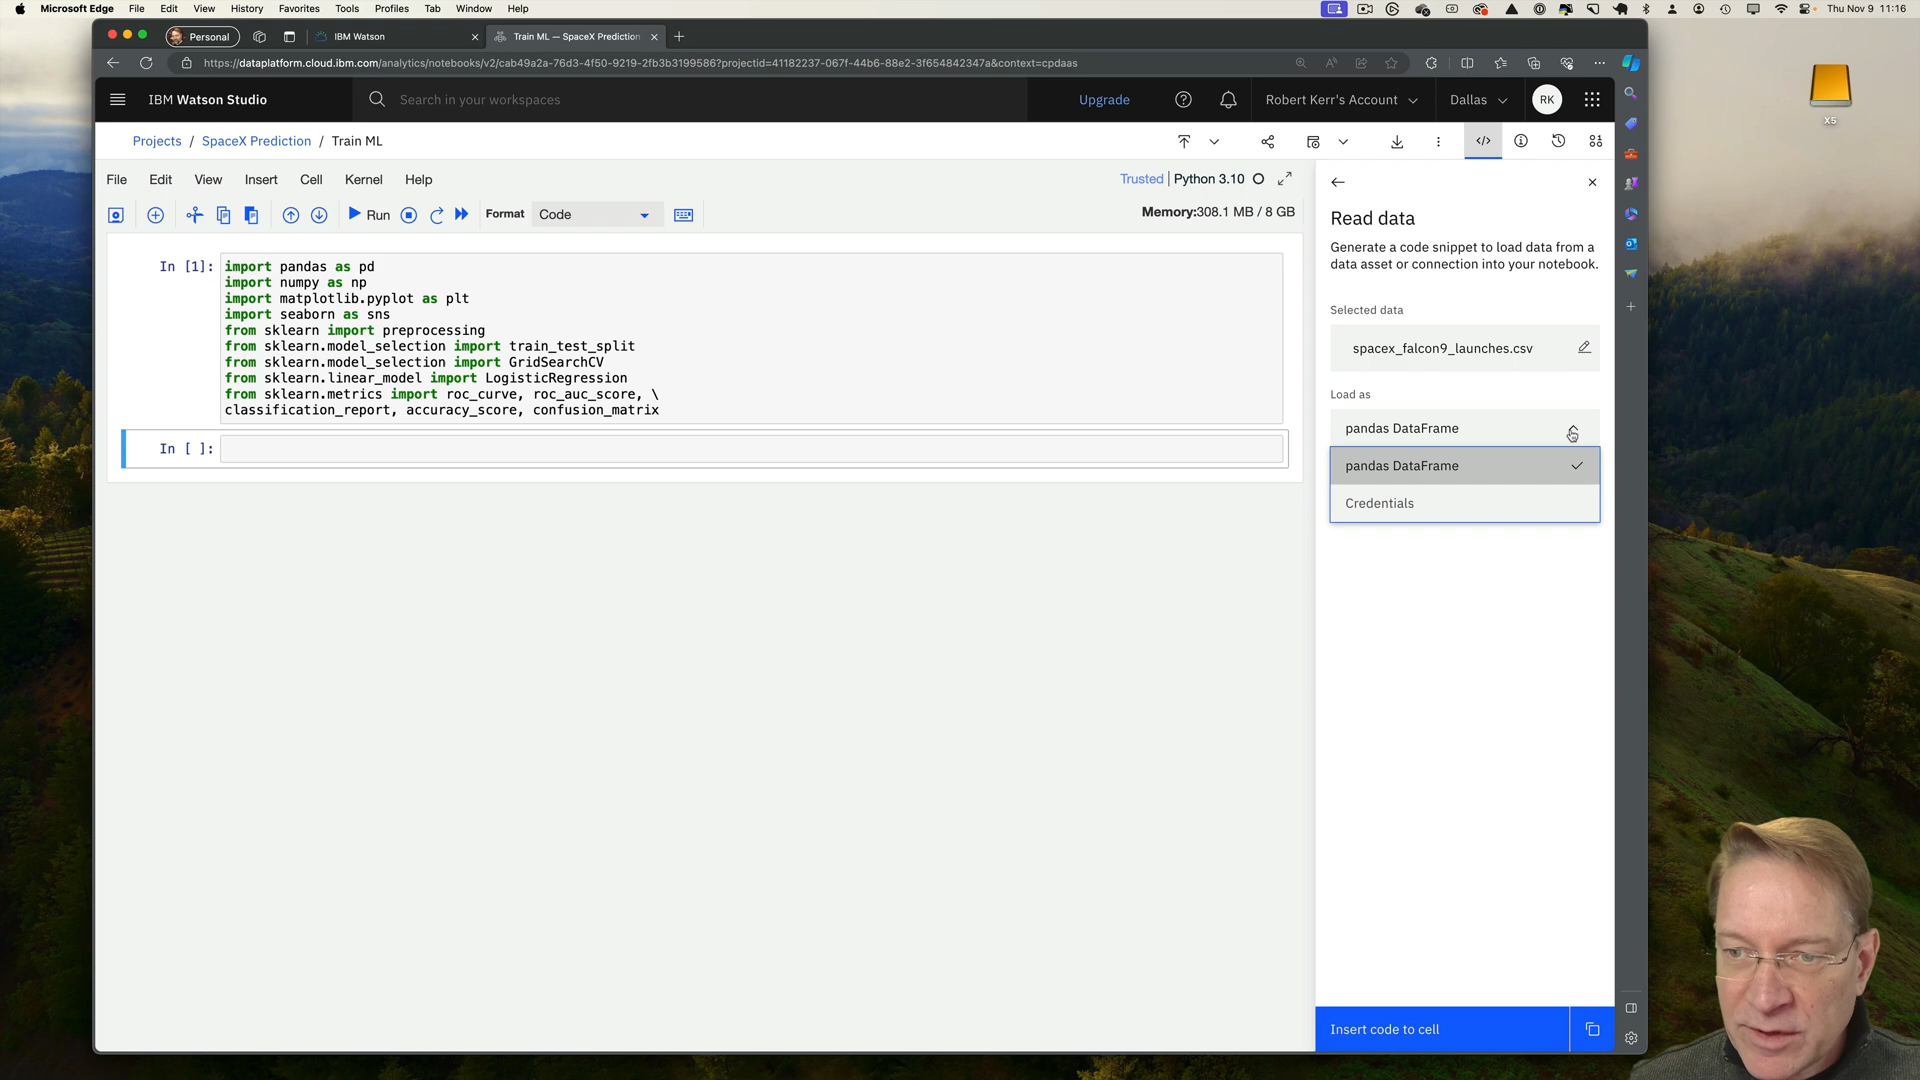 Microsoft Edge File Edit View History Favorites Tools Profiles Tab Window Help Thu Nov 9 11:16
Personal IBM Watson Train ML — SpaceX Prediction
https://dataplatform.cloud.ibm.com/analytics/notebooks/v2/cab49a2a-76d3-4f50-9219-2fb3b3199586?projectid=41182237-067f-44b6-88e2-3f654842347a&context=cpdaas
IBM Watson Studio Search in your workspaces Upgrade Robert Kerr's Account Dallas RK
X5
Projects / SpaceX Prediction / Train ML
File Edit View Insert Cell Kernel Help Trusted | Python 3.10
Run Format Code Memory:308.1 MB / 8 GB
In [1]: import pandas as pd
import numpy as np
import matplotlib.pyplot as plt
import seaborn as sns
from sklearn import preprocessing
from sklearn.model_selection import train_test_split
from sklearn.model_selection import GridSearchCV
from sklearn.linear_model import LogisticRegression
from sklearn.metrics import roc_curve, roc_auc_score, \
classification_report, accuracy_score, confusion_matrix
In [ ]:
Read data
Generate a code snippet to load data from a
data asset or connection into your notebook.
Selected data
spacex_falcon9_launches.csv
Load as
pandas DataFrame
pandas DataFrame
Credentials
Insert code to cell